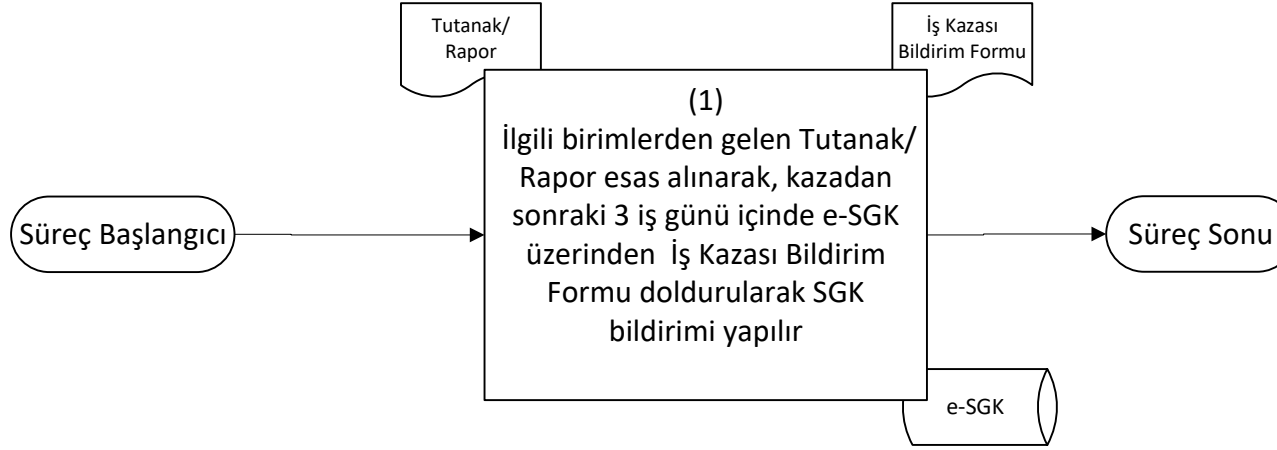 Tutanak/
Rapor
İş Kazası
Bildirim Formu
(1)
İlgili birimlerden gelen Tutanak/
Rapor esas alınarak, kazadan
sonraki 3 iş günü içinde e-SGK
üzerinden İş Kazası Bildirim
Formu doldurularak SGK
bildirimi yapılır
Süreç Başlangıcı
Süreç Sonu
e-SGK